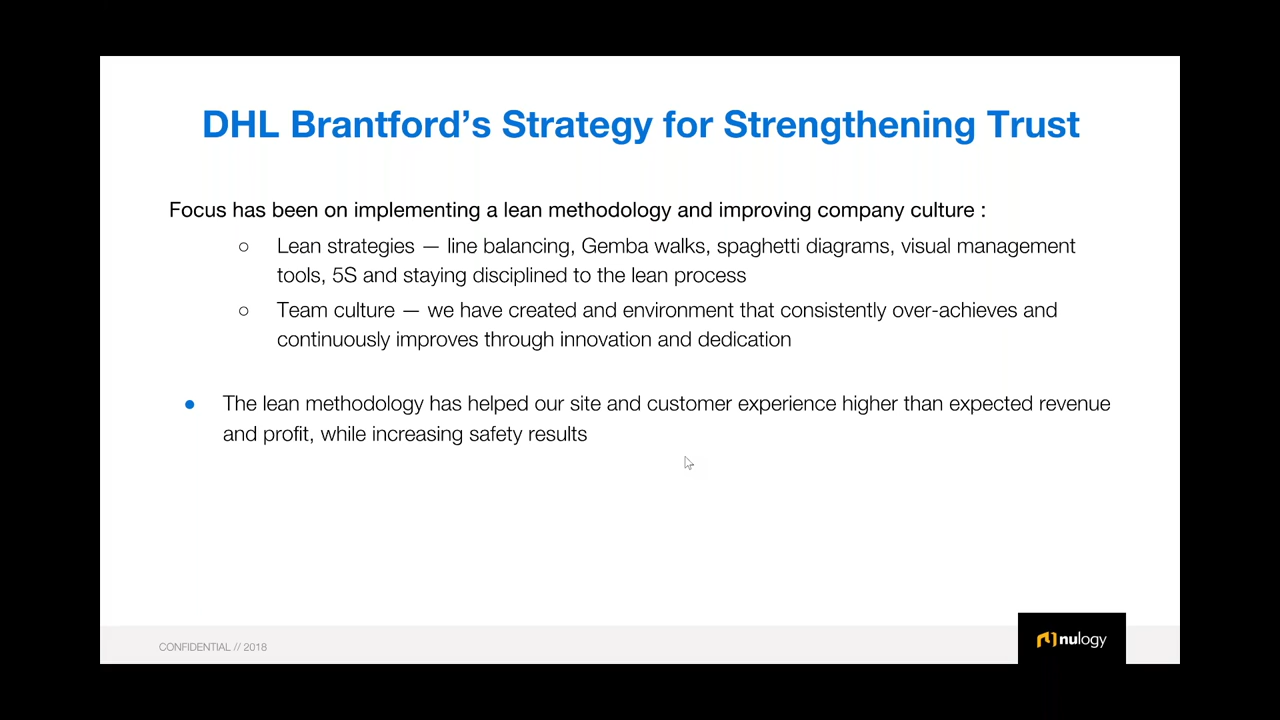 DHL Brantford's Strategy for Strengthening Trust
Focus has been on implementing a lean methodology and improving company culture :
○ Lean strategies — line balancing, Gemba walks, spaghetti diagrams, visual management
tools, 5S and staying disciplined to the lean process
○ Team culture — we have created and environment that consistently over-achieves and
continuously improves through innovation and dedication
● The lean methodology has helped our site and customer experience higher than expected revenue
and profit, while increasing safety results
CONFIDENTIAL // 2018
nulogy